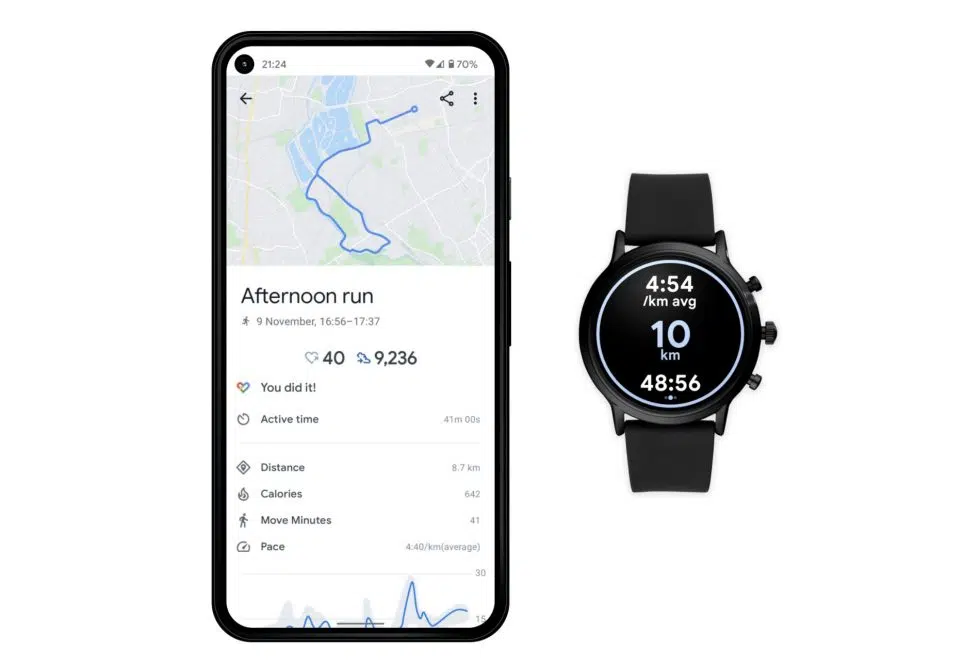 21:24
70%
Afternoon run
9 November, 16:56–17:37
40 9,236
You did it!
Active time 41m 00s
Distance 8.7 km
Calories 642
Move Minutes 41
Pace 4:40/km(average)
30
15
4:54
/km avg
10
km
48:56